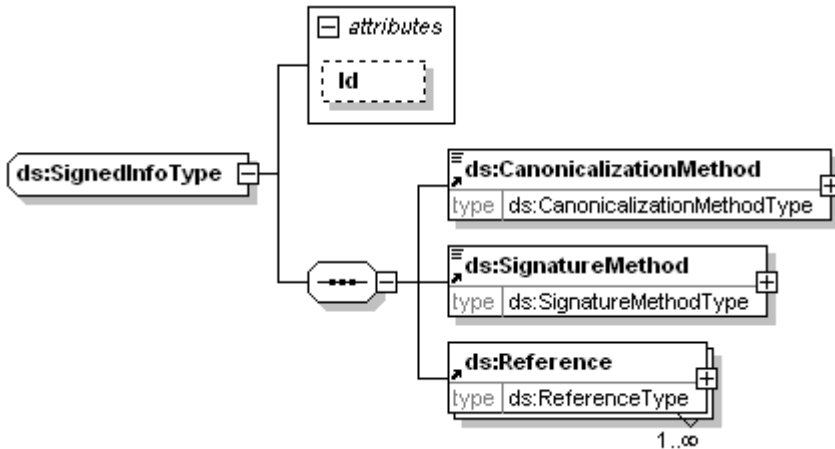 attributes
Id
ds:SignedInfoType
ds:CanonicalizationMethod
type ds:CanonicalizationMethodType
ds:SignatureMethod
type ds:SignatureMethodType
ds:Reference
type ds:ReferenceType
1..∞